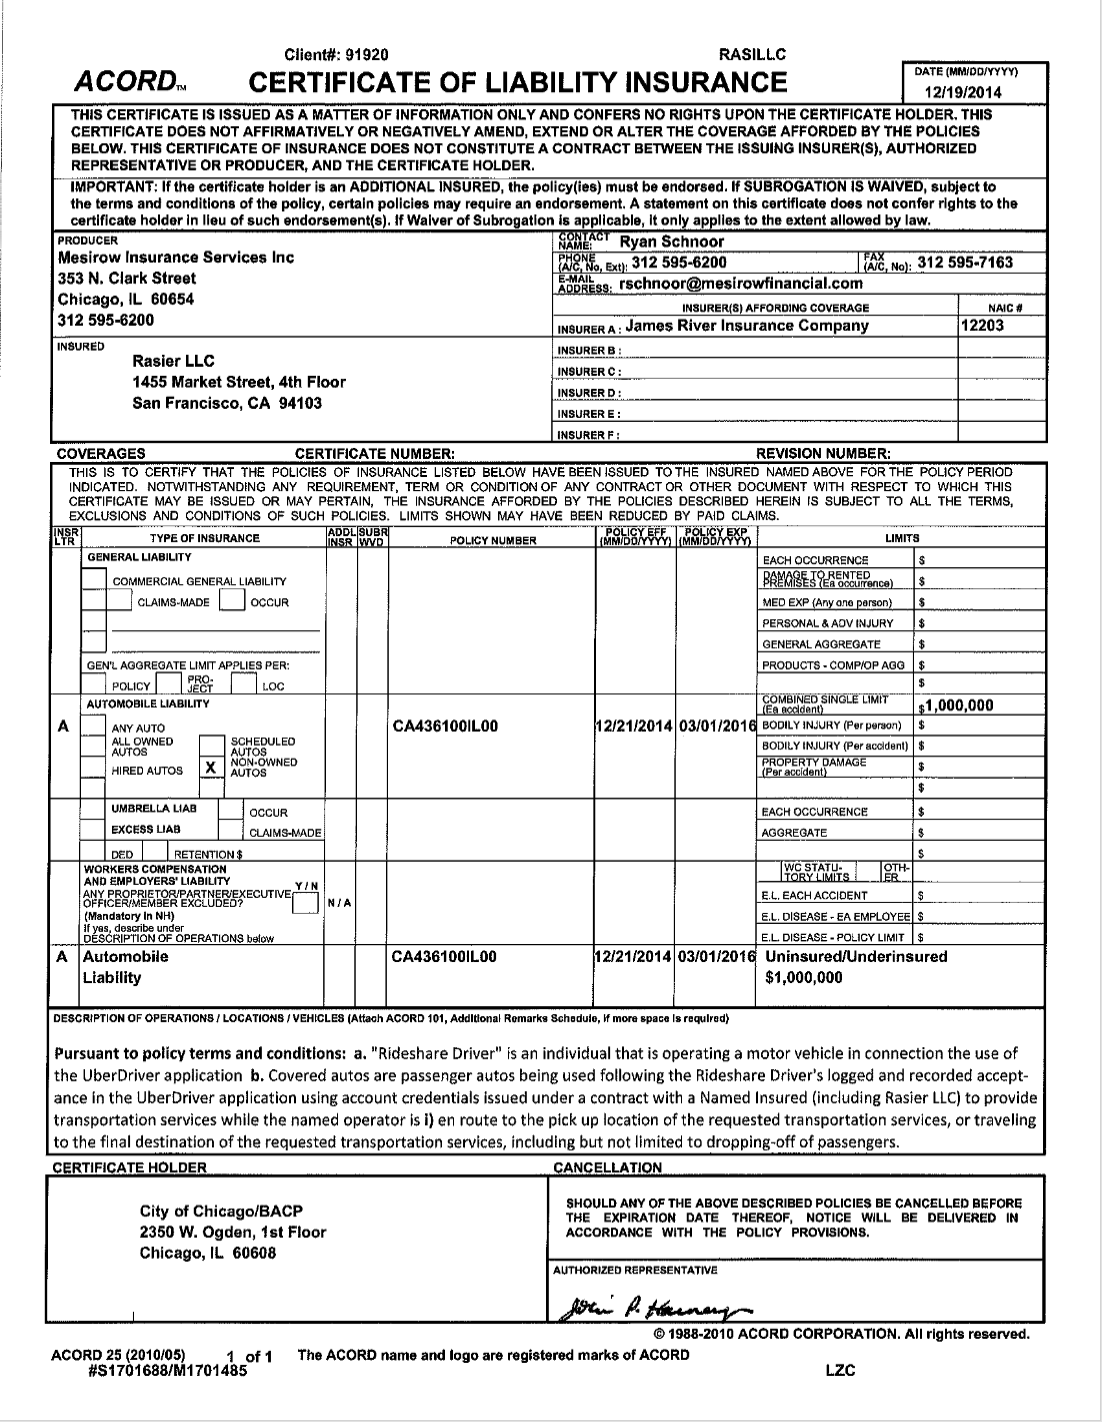 Client#: 91920 RASILLC
ACORD™ CERTIFICATE OF LIABILITY INSURANCE
DATE (MM/DD/YYYY)
12/19/2014
THIS CERTIFICATE IS ISSUED AS A MATTER OF INFORMATION ONLY AND CONFERS NO RIGHTS UPON THE CERTIFICATE HOLDER. THIS
CERTIFICATE DOES NOT AFFIRMATIVELY OR NEGATIVELY AMEND, EXTEND OR ALTER THE COVERAGE AFFORDED BY THE POLICIES
BELOW. THIS CERTIFICATE OF INSURANCE DOES NOT CONSTITUTE A CONTRACT BETWEEN THE ISSUING INSURER(S), AUTHORIZED
REPRESENTATIVE OR PRODUCER, AND THE CERTIFICATE HOLDER.
IMPORTANT: If the certificate holder is an ADDITIONAL INSURED, the policy(ies) must be endorsed. If SUBROGATION IS WAIVED, subject to
the terms and conditions of the policy, certain policies may require an endorsement. A statement on this certificate does not confer rights to the
certificate holder in lieu of such endorsement(s). If Waiver of Subrogation is applicable, it only applies to the extent allowed by law.
PRODUCER
Mesirow Insurance Services Inc
353 N. Clark Street
Chicago, IL 60654
312 595-6200
CONTACT NAME: Ryan Schnoor
PHONE (A/C, No, Ext): 312 595-6200 FAX (A/C, No): 312 595-7163
E-MAIL ADDRESS: rschnoor@mesirowfinancial.com
INSURER(S) AFFORDING COVERAGE NAIC #
INSURER A : James River Insurance Company 12203
INSURED
Rasier LLC
1455 Market Street, 4th Floor
San Francisco, CA 94103
INSURER B :
INSURER C :
INSURER D :
INSURER E :
INSURER F :
COVERAGES CERTIFICATE NUMBER: REVISION NUMBER:
THIS IS TO CERTIFY THAT THE POLICIES OF INSURANCE LISTED BELOW HAVE BEEN ISSUED TO THE INSURED NAMED ABOVE FOR THE POLICY PERIOD
INDICATED. NOTWITHSTANDING ANY REQUIREMENT, TERM OR CONDITION OF ANY CONTRACT OR OTHER DOCUMENT WITH RESPECT TO WHICH THIS
CERTIFICATE MAY BE ISSUED OR MAY PERTAIN, THE INSURANCE AFFORDED BY THE POLICIES DESCRIBED HEREIN IS SUBJECT TO ALL THE TERMS,
EXCLUSIONS AND CONDITIONS OF SUCH POLICIES. LIMITS SHOWN MAY HAVE BEEN REDUCED BY PAID CLAIMS.
INSR LTR TYPE OF INSURANCE ADDL INSR SUBR WVD POLICY NUMBER POLICY EFF (MM/DD/YYYY) POLICY EXP (MM/DD/YYYY) LIMITS
GENERAL LIABILITY
COMMERCIAL GENERAL LIABILITY
CLAIMS-MADE OCCUR
GEN'L AGGREGATE LIMIT APPLIES PER:
POLICY PRO-JECT LOC
EACH OCCURRENCE $
DAMAGE TO RENTED PREMISES (Ea occurrence) $
MED EXP (Any one person) $
PERSONAL & ADV INJURY $
GENERAL AGGREGATE $
PRODUCTS - COMP/OP AGG $
$
A AUTOMOBILE LIABILITY
ANY AUTO
ALL OWNED AUTOS SCHEDULED AUTOS
HIRED AUTOS X NON-OWNED AUTOS
CA436100IL00 12/21/2014 03/01/2016
COMBINED SINGLE LIMIT (Ea accident) $1,000,000
BODILY INJURY (Per person) $
BODILY INJURY (Per accident) $
PROPERTY DAMAGE (Per accident) $
$
UMBRELLA LIAB OCCUR
EXCESS LIAB CLAIMS-MADE
DED RETENTION $
EACH OCCURRENCE $
AGGREGATE $
$
WORKERS COMPENSATION
AND EMPLOYERS' LIABILITY Y / N
ANY PROPRIETOR/PARTNER/EXECUTIVE
OFFICER/MEMBER EXCLUDED? N / A
(Mandatory in NH)
If yes, describe under
DESCRIPTION OF OPERATIONS below
WC STATU-TORY LIMITS OTH-ER
E.L. EACH ACCIDENT $
E.L. DISEASE - EA EMPLOYEE $
E.L. DISEASE - POLICY LIMIT $
A Automobile CA436100IL00 12/21/2014 03/01/2016 Uninsured/Underinsured
Liability $1,000,000
DESCRIPTION OF OPERATIONS / LOCATIONS / VEHICLES (Attach ACORD 101, Additional Remarks Schedule, if more space is required)
Pursuant to policy terms and conditions: a. "Rideshare Driver" is an individual that is operating a motor vehicle in connection the use of
the UberDriver application b. Covered autos are passenger autos being used following the Rideshare Driver's logged and recorded accept-
ance in the UberDriver application using account credentials issued under a contract with a Named Insured (including Rasier LLC) to provide
transportation services while the named operator is i) en route to the pick up location of the requested transportation services, or traveling
to the final destination of the requested transportation services, including but not limited to dropping-off of passengers.
CERTIFICATE HOLDER
City of Chicago/BACP
2350 W. Ogden, 1st Floor
Chicago, IL 60608
CANCELLATION
SHOULD ANY OF THE ABOVE DESCRIBED POLICIES BE CANCELLED BEFORE
THE EXPIRATION DATE THEREOF, NOTICE WILL BE DELIVERED IN
ACCORDANCE WITH THE POLICY PROVISIONS.
AUTHORIZED REPRESENTATIVE
© 1988-2010 ACORD CORPORATION. All rights reserved.
ACORD 25 (2010/05) 1 of 1 The ACORD name and logo are registered marks of ACORD
#S1701688/M1701485 LZC